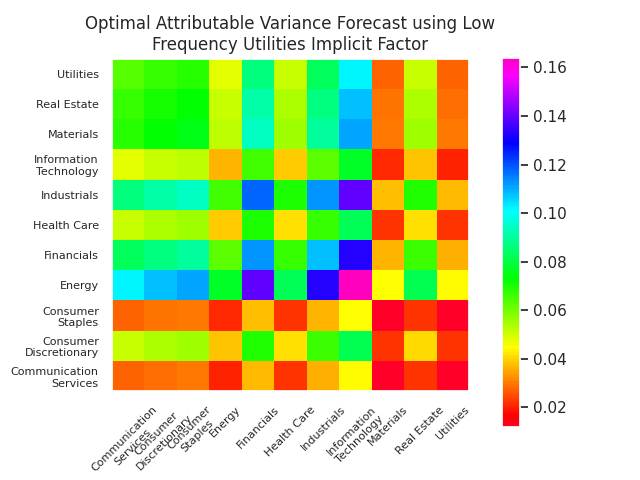 Optimal Attributable Variance Forecast using Low
Frequency Utilities Implicit Factor
Utilities
Real Estate
Materials
Information
Technology
Industrials
Health Care
Financials
Energy
Consumer
Staples
Consumer
Discretionary
Communication
Services
Communication
Services
Consumer
Discretionary
Consumer
Staples
Energy
Financials
Health Care
Industrials
Information
Technology
Materials
Real Estate
Utilities
0.16
0.14
0.12
0.10
0.08
0.06
0.04
0.02